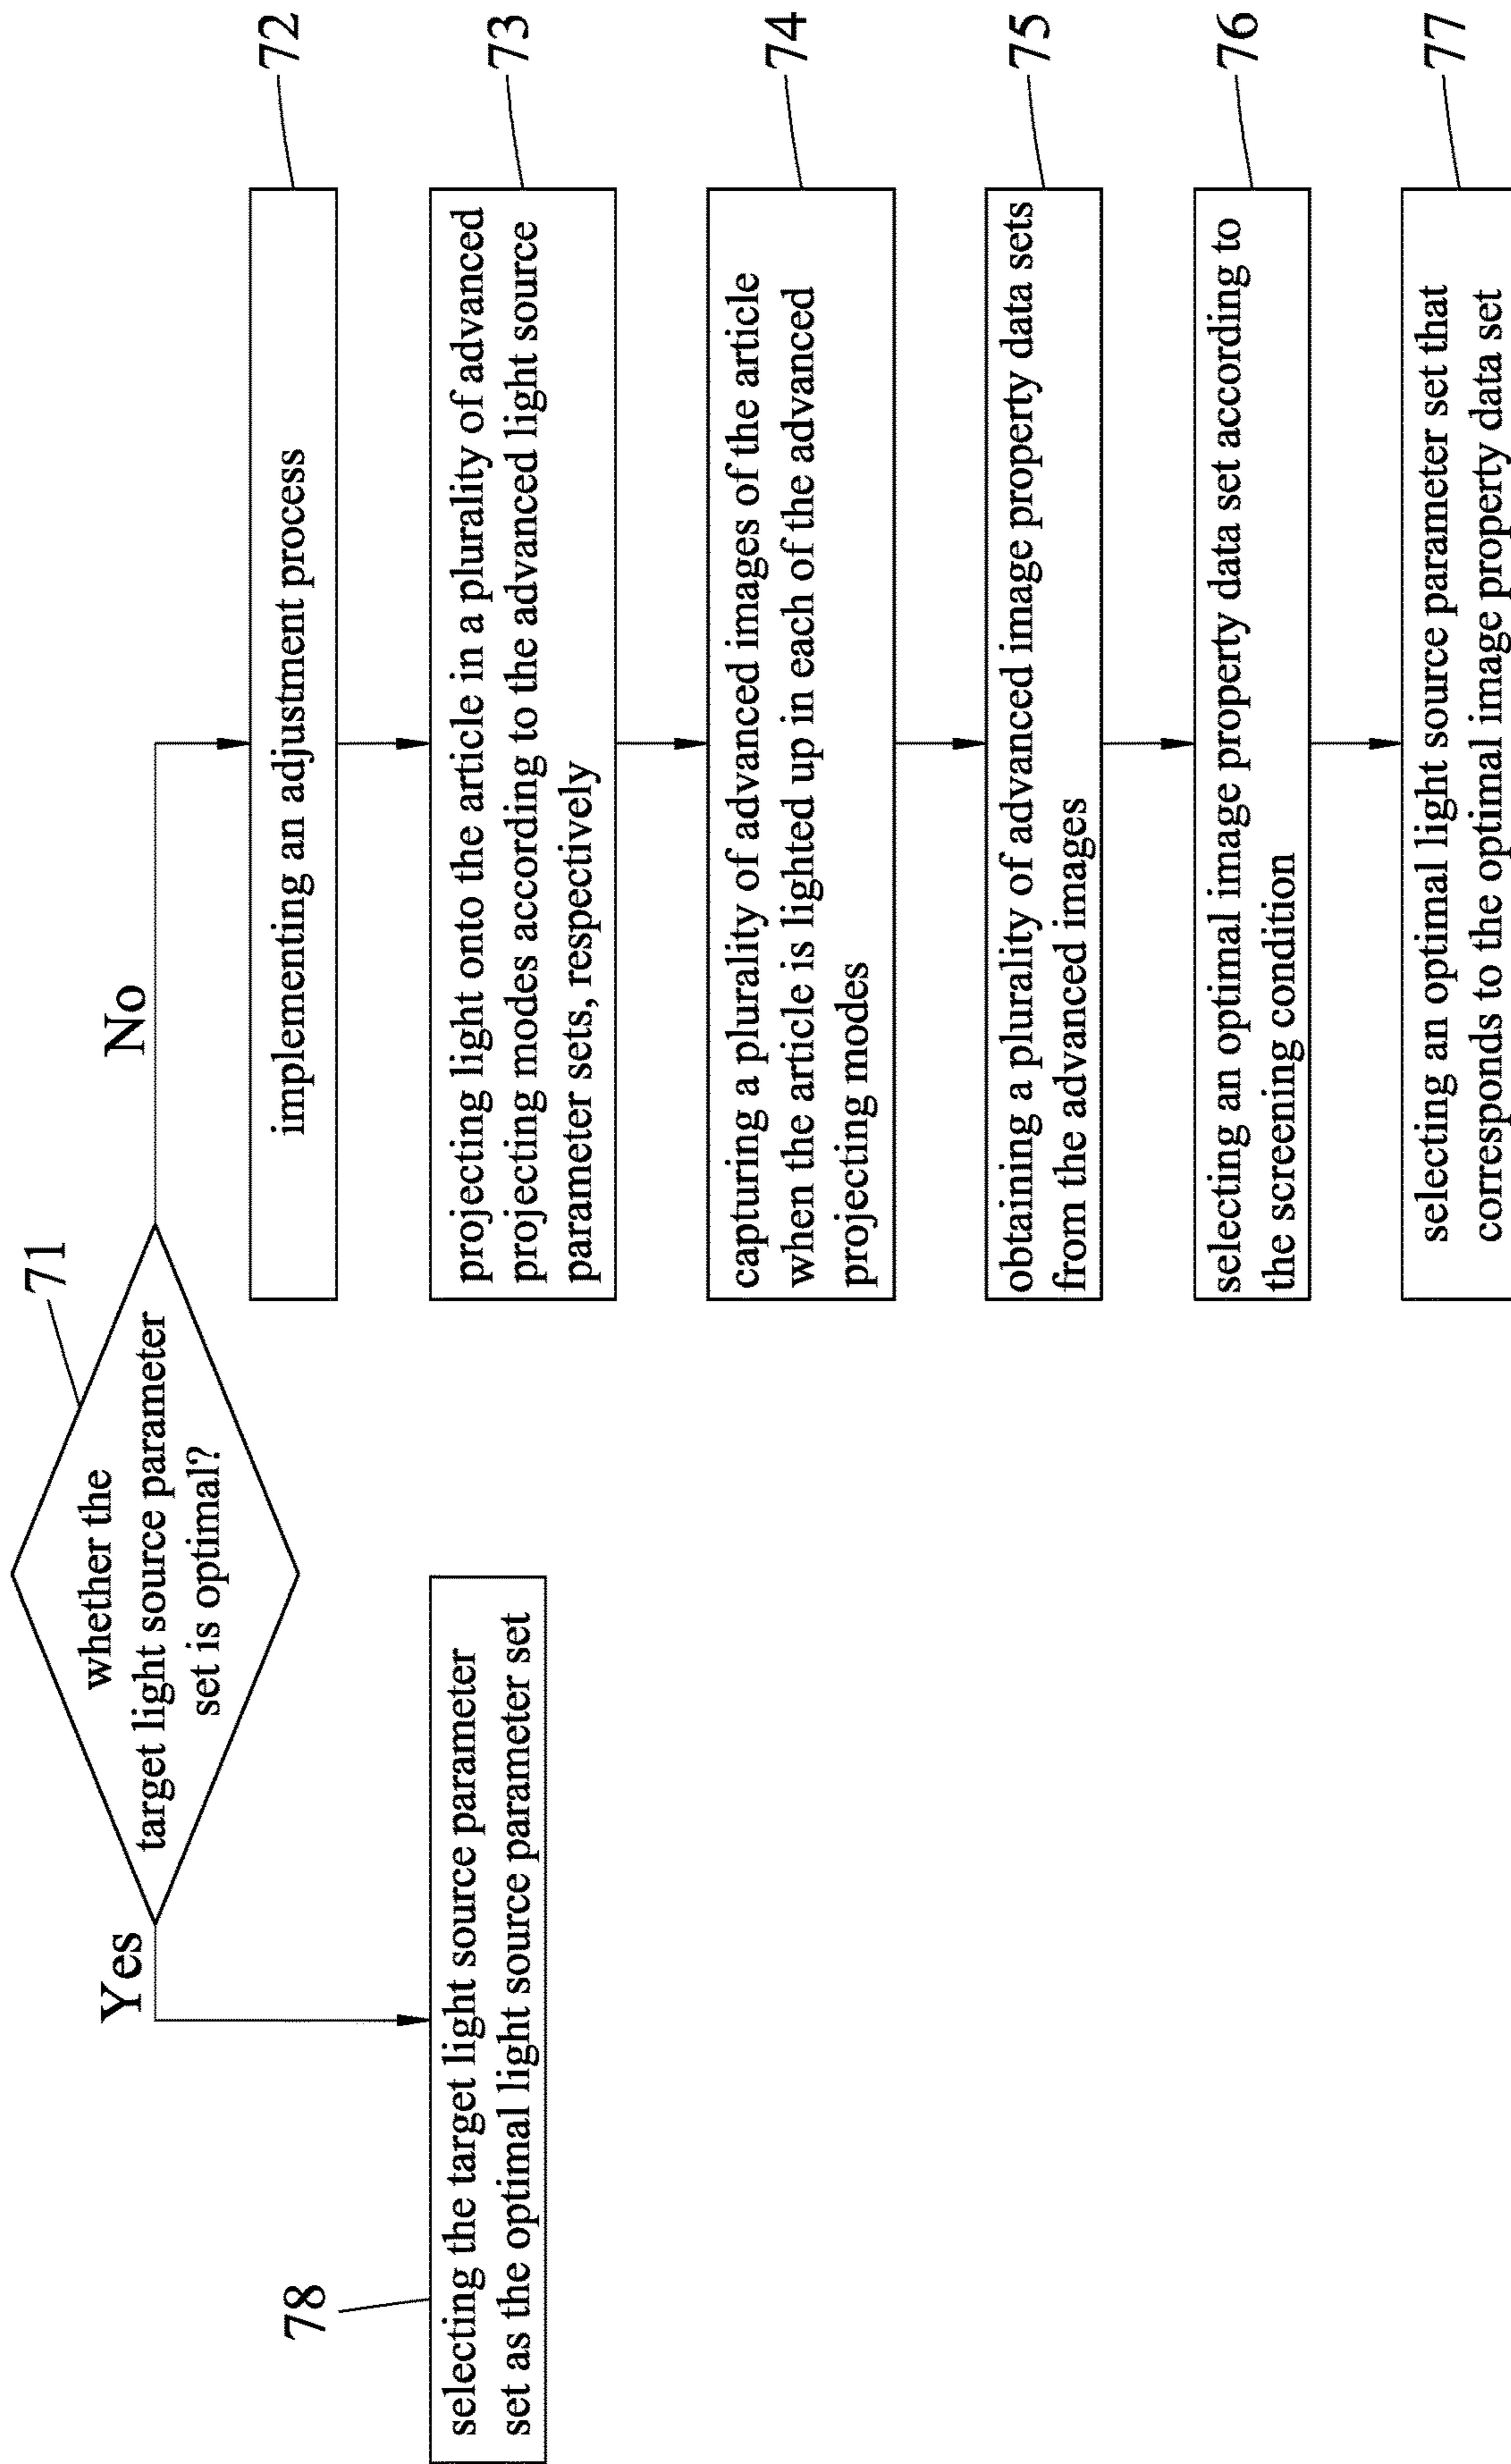 whether the
target light source parameter
set is optimal?
71
Yes
No
78
selecting the target light source parameter
set as the optimal light source parameter set
implementing an adjustment process
72
projecting light onto the article in a plurality of advanced
projecting modes according to the advanced light source
parameter sets, respectively
73
capturing a plurality of advanced images of the article
when the article is lighted up in each of the advanced
projecting modes
74
obtaining a plurality of advanced image property data sets
from the advanced images
75
selecting an optimal image property data set according to
the screening condition
76
selecting an optimal light source parameter set that
corresponds to the optimal image property data set
77